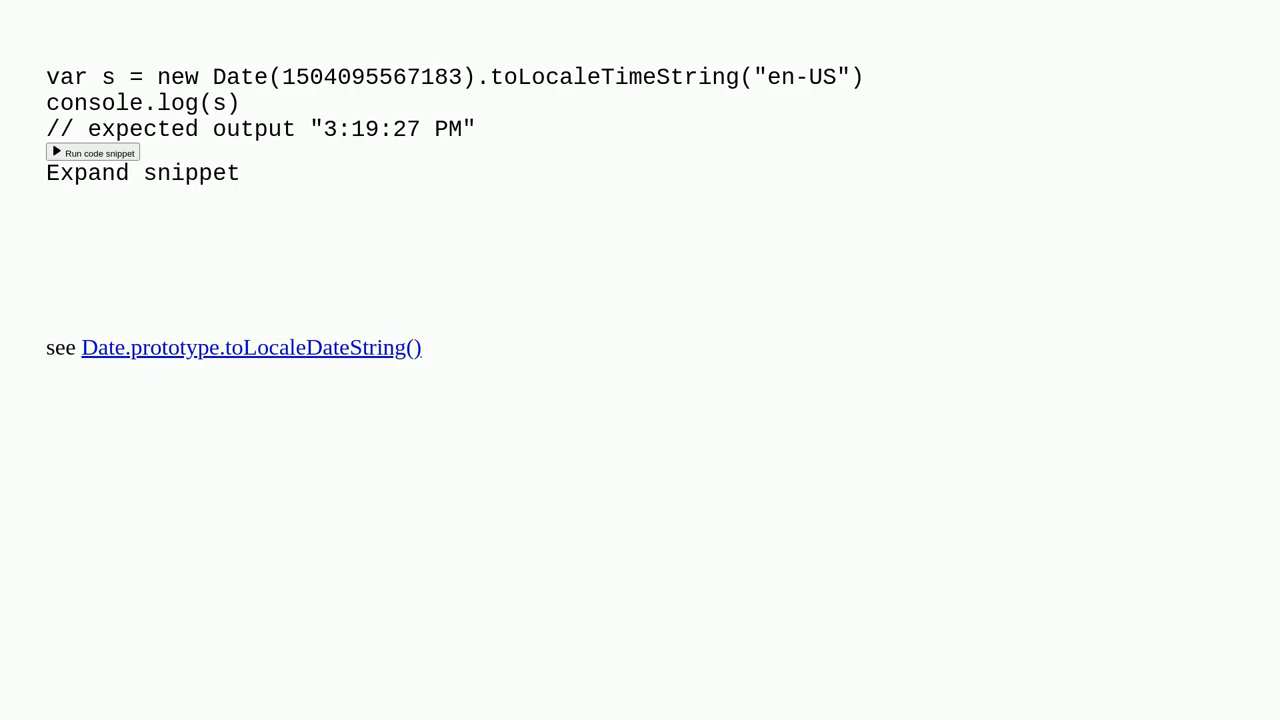 var s = new Date(1504095567183).toLocaleTimeString("en-US")
console.log(s)
// expected output "3:19:27 PM"
Run code snippet
Expand snippet
see Date.prototype.toLocaleDateString()